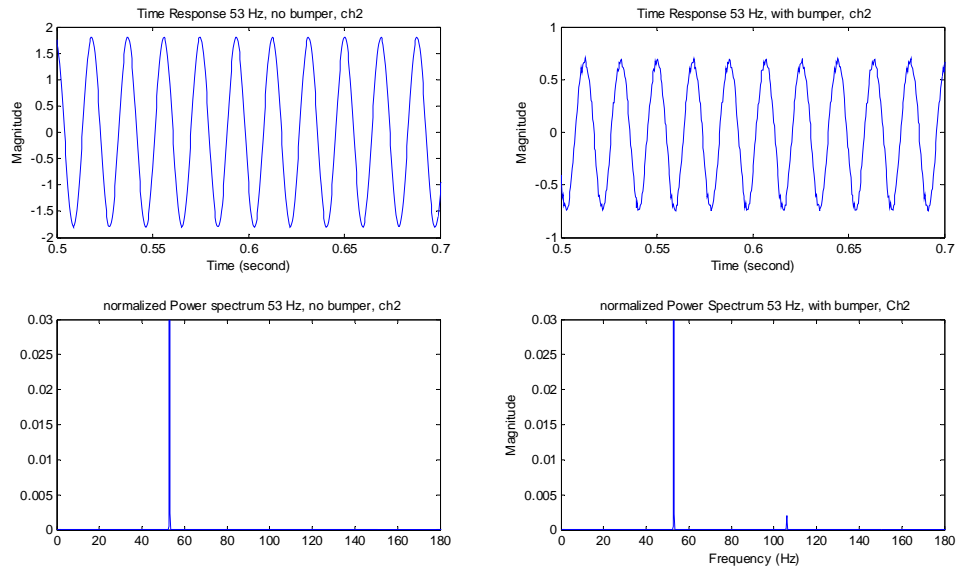 Time Response 53 Hz, no bumper, ch2
2
1.5
1
0.5
0
-0.5
-1
-1.5
-2
Magnitude
0.5 0.55 0.6 0.65 0.7
Time (second)
Time Response 53 Hz, with bumper, ch2
1
0.5
0
-0.5
-1
Magnitude
0.5 0.55 0.6 0.65 0.7
Time (second)
normalized Power spectrum 53 Hz, no bumper, ch2
0.03
0.025
0.02
0.015
0.01
0.005
0
0 20 40 60 80 100 120 140 160 180
normalized Power Spectrum 53 Hz, with bumper, Ch2
0.03
0.025
0.02
0.015
0.01
0.005
0
Magnitude
0 20 40 60 80 100 120 140 160 180
Frequency (Hz)